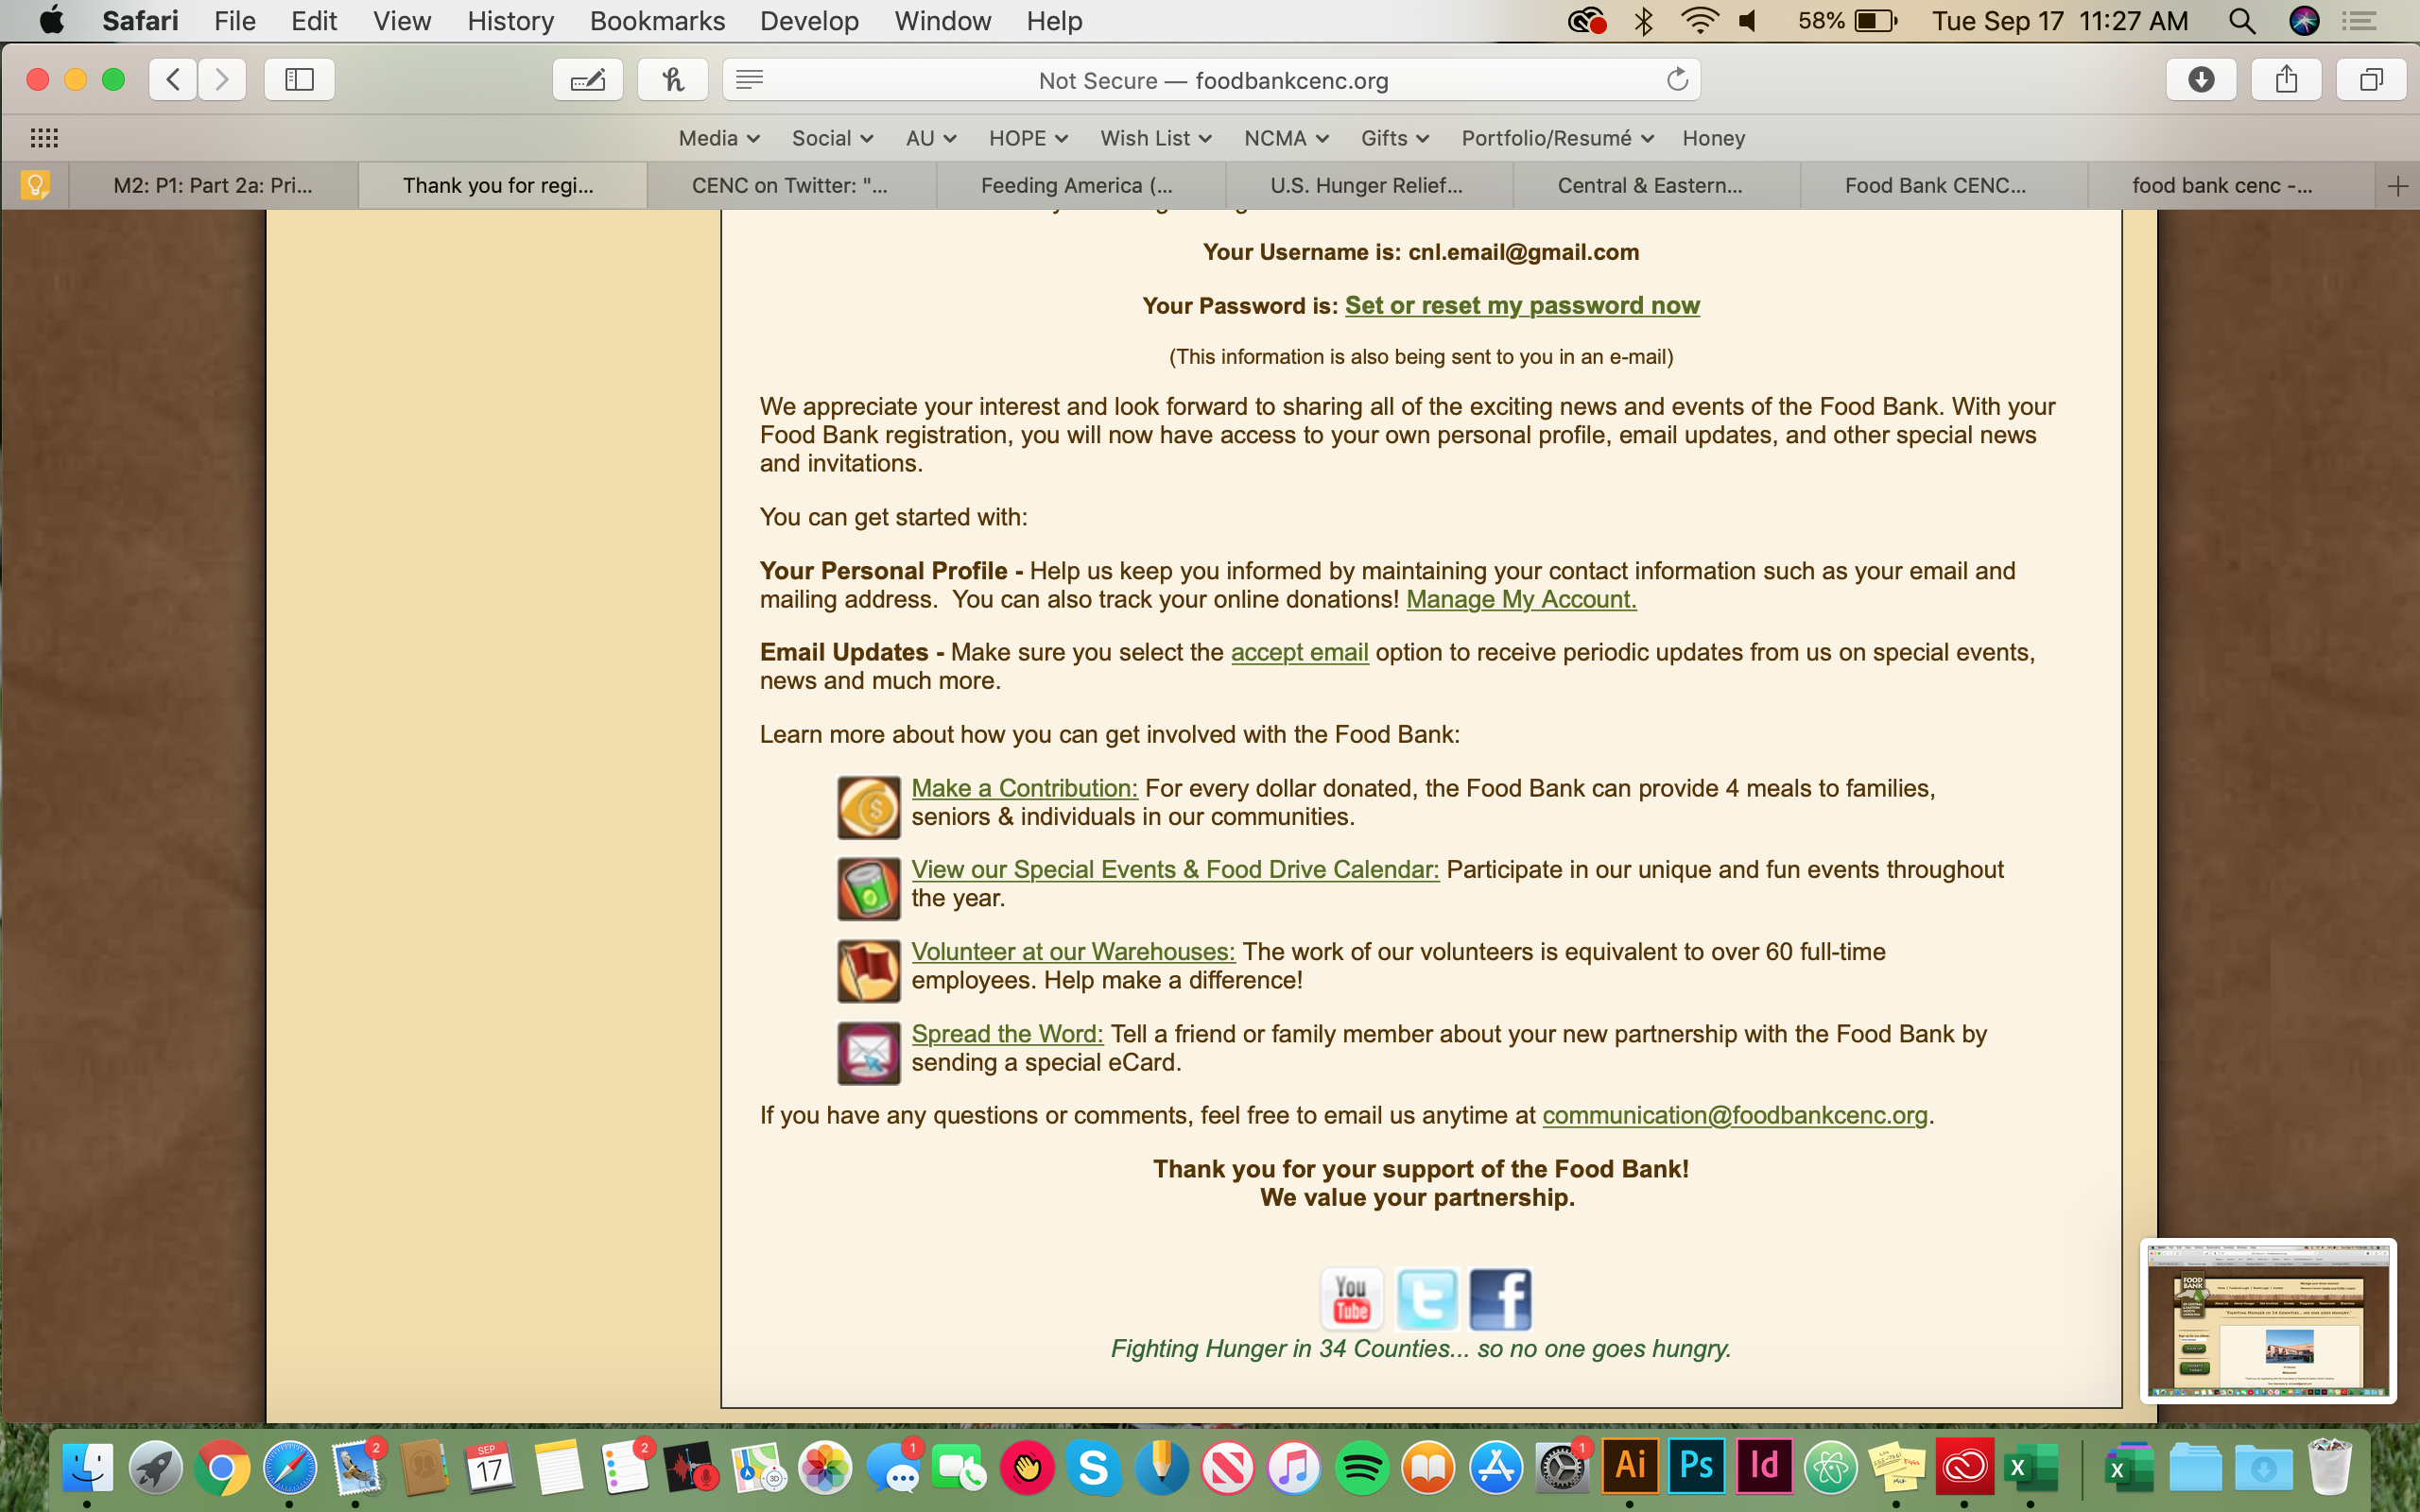 Safari File Edit View History Bookmarks Develop Window Help 58% Tue Sep 17 11:27 AM
Not Secure — foodbankcenc.org
Media Social AU HOPE Wish List NCMA Gifts Portfolio/Resumé Honey
M2: P1: Part 2a: Pri... Thank you for regi... CENC on Twitter: "... Feeding America (... U.S. Hunger Relief... Central & Eastern... Food Bank CENC... food bank cenc -...
Your Username is: cnl.email@gmail.com
Your Password is: Set or reset my password now
(This information is also being sent to you in an e-mail)
We appreciate your interest and look forward to sharing all of the exciting news and events of the Food Bank. With your
Food Bank registration, you will now have access to your own personal profile, email updates, and other special news
and invitations.
You can get started with:
Your Personal Profile - Help us keep you informed by maintaining your contact information such as your email and
mailing address. You can also track your online donations! Manage My Account.
Email Updates - Make sure you select the accept email option to receive periodic updates from us on special events,
news and much more.
Learn more about how you can get involved with the Food Bank:
Make a Contribution: For every dollar donated, the Food Bank can provide 4 meals to families,
seniors & individuals in our communities.
View our Special Events & Food Drive Calendar: Participate in our unique and fun events throughout
the year.
Volunteer at our Warehouses: The work of our volunteers is equivalent to over 60 full-time
employees. Help make a difference!
Spread the Word: Tell a friend or family member about your new partnership with the Food Bank by
sending a special eCard.
If you have any questions or comments, feel free to email us anytime at communication@foodbankcenc.org.
Thank you for your support of the Food Bank!
We value your partnership.
You Tube t f
Fighting Hunger in 34 Counties... so no one goes hungry.
FOOD BANK
2 SEP 17 2 3D 1 S 1 Ai Ps Id X X